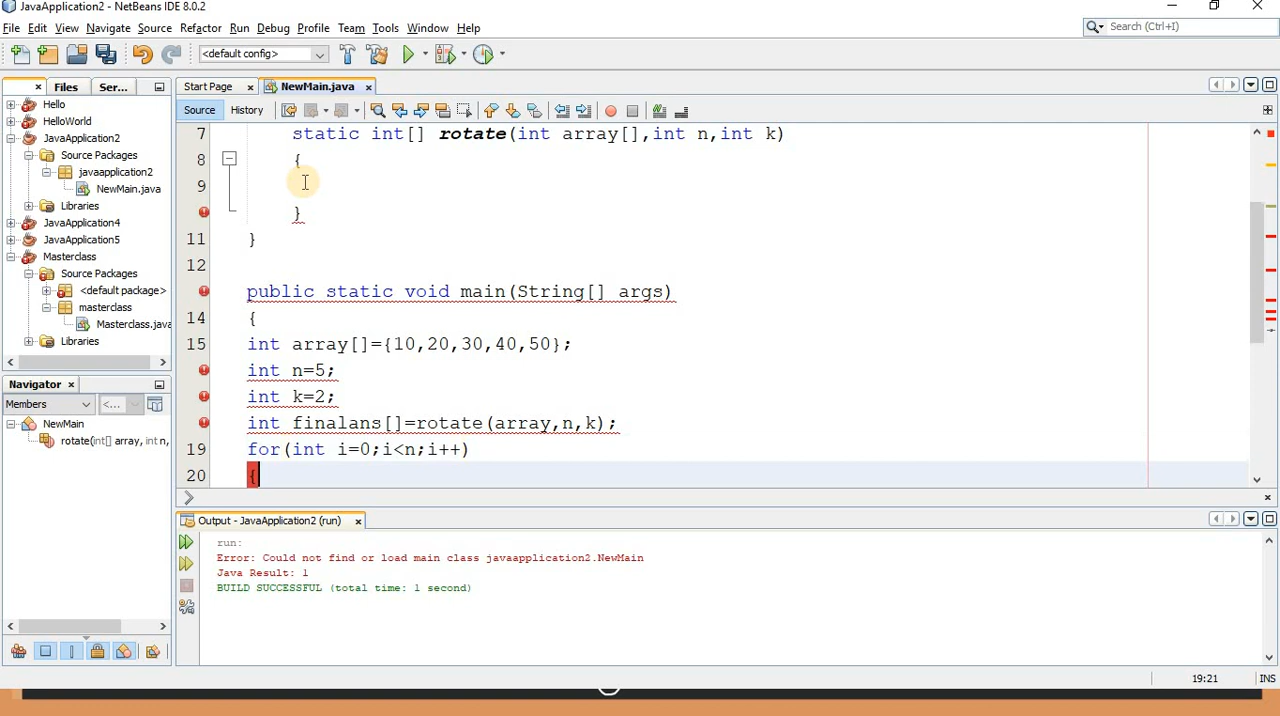 JavaApplication2 - NetBeans IDE 8.0.2
File Edit View Navigate Source Refactor Run Debug Profile Team Tools Window Help
Search (Ctrl+I)
<default config>
Files Ser...
Start Page NewMain.java
Source History
Hello
HelloWorld
JavaApplication2
Source Packages
javaapplication2
NewMain.java
Libraries
JavaApplication4
JavaApplication5
Masterclass
Source Packages
<default package>
masterclass
Masterclass.java
Libraries
Navigator
Members <...
NewMain
rotate(int[] array, int n,
7 static int[] rotate(int array[],int n,int k)
8 {
9
}
11 }
12
public static void main(String[] args)
14 {
15 int array[]={10,20,30,40,50};
int n=5;
int k=2;
int finalans[]=rotate(array,n,k);
19 for(int i=0;i<n;i++)
20 {
Output - JavaApplication2 (run)
run:
Error: Could not find or load main class javaapplication2.NewMain
Java Result: 1
BUILD SUCCESSFUL (total time: 1 second)
19:21 INS